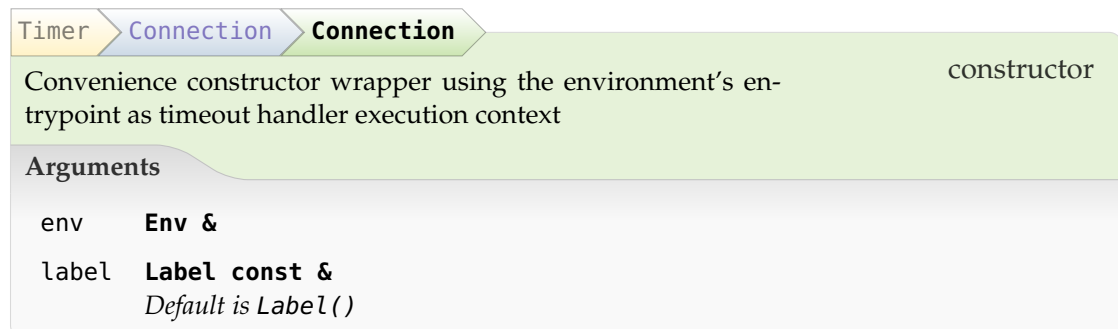 Timer Connection Connection
constructor
Convenience constructor wrapper using the environment's en-
trypoint as timeout handler execution context
Arguments
env Env &
label Label const &
Default is Label()